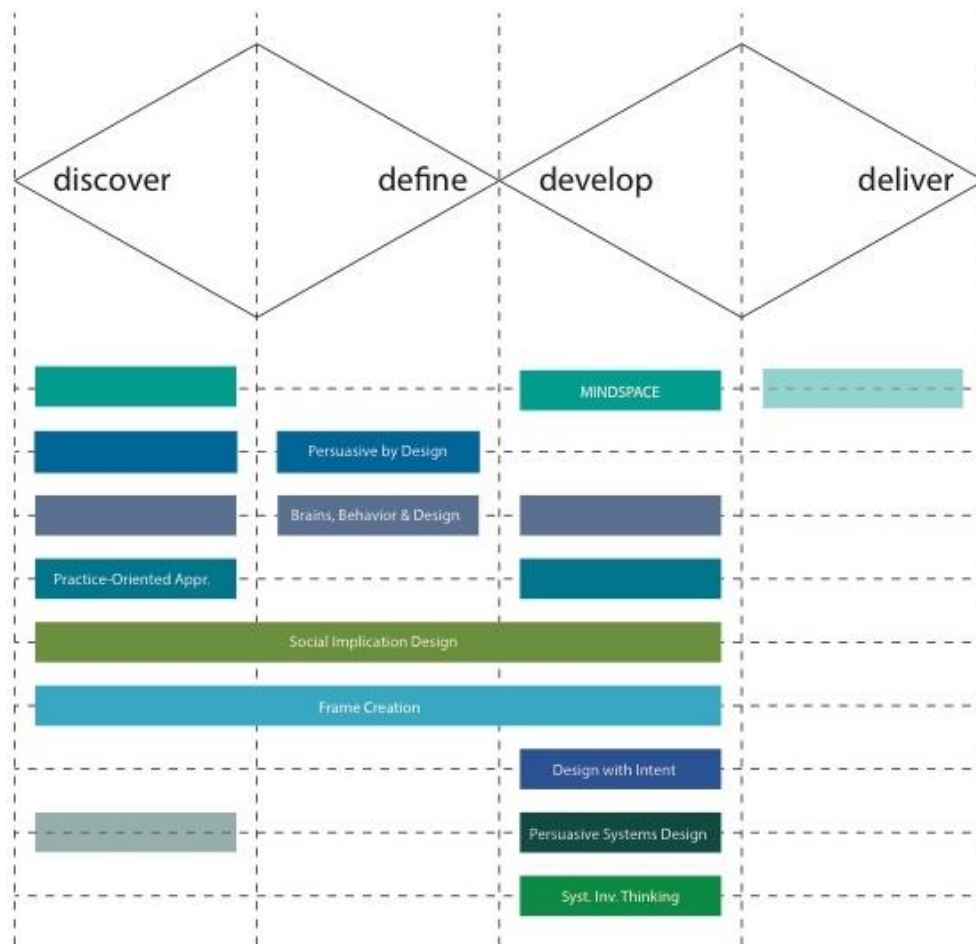 discover
define
develop
deliver
MINDSPACE
Persuasive by Design
Brains, Behavior & Design
Practice-Oriented Appr.
Social Implication Design
Frame Creation
Design with Intent
Persuasive Systems Design
Syst. Inv. Thinking